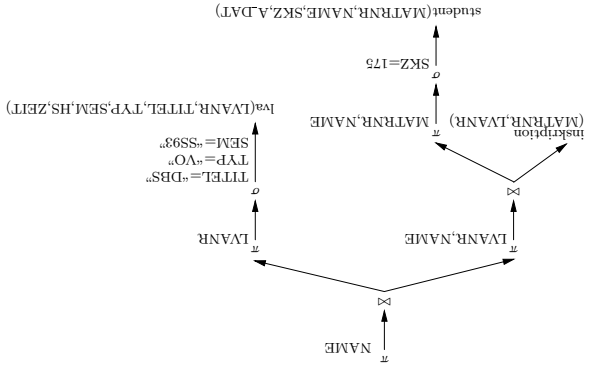 π NAME
⋈
π LVANR,NAME
π LVANR
⋈
σ TITEL=“DBS“
TYP=“VO“
SEM=“SS93“
inskription
(MATRNR,LVANR)
π MATRNR,NAME
lva(LVANR,TITEL,TYP,SEM,HS,ZEIT)
σ SKZ=175
student(MATRNR,NAME,SKZ,A_DAT)